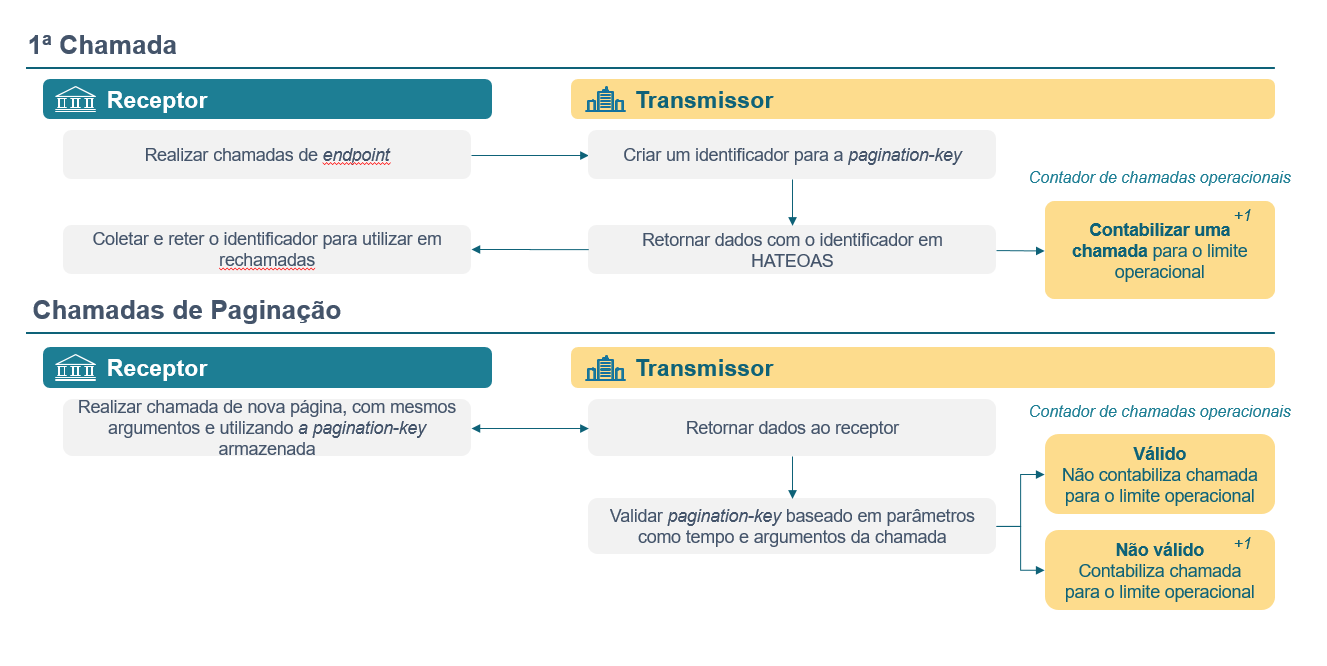 1ª Chamada
Receptor
Transmissor
Realizar chamadas de endpoint
Criar um identificador para a pagination-key
Contador de chamadas operacionais
Coletar e reter o identificador para utilizar em
rechamadas
Retornar dados com o identificador em
HATEOAS
+1
Contabilizar uma
chamada para o limite
operacional
Chamadas de Paginação
Receptor
Transmissor
Realizar chamada de nova página, com mesmos
argumentos e utilizando a pagination-key
armazenada
Retornar dados ao receptor
Contador de chamadas operacionais
Válido
Não contabiliza chamada
para o limite operacional
Validar pagination-key baseado em parâmetros
como tempo e argumentos da chamada
Não válido
+1
Contabiliza chamada
para o limite operacional